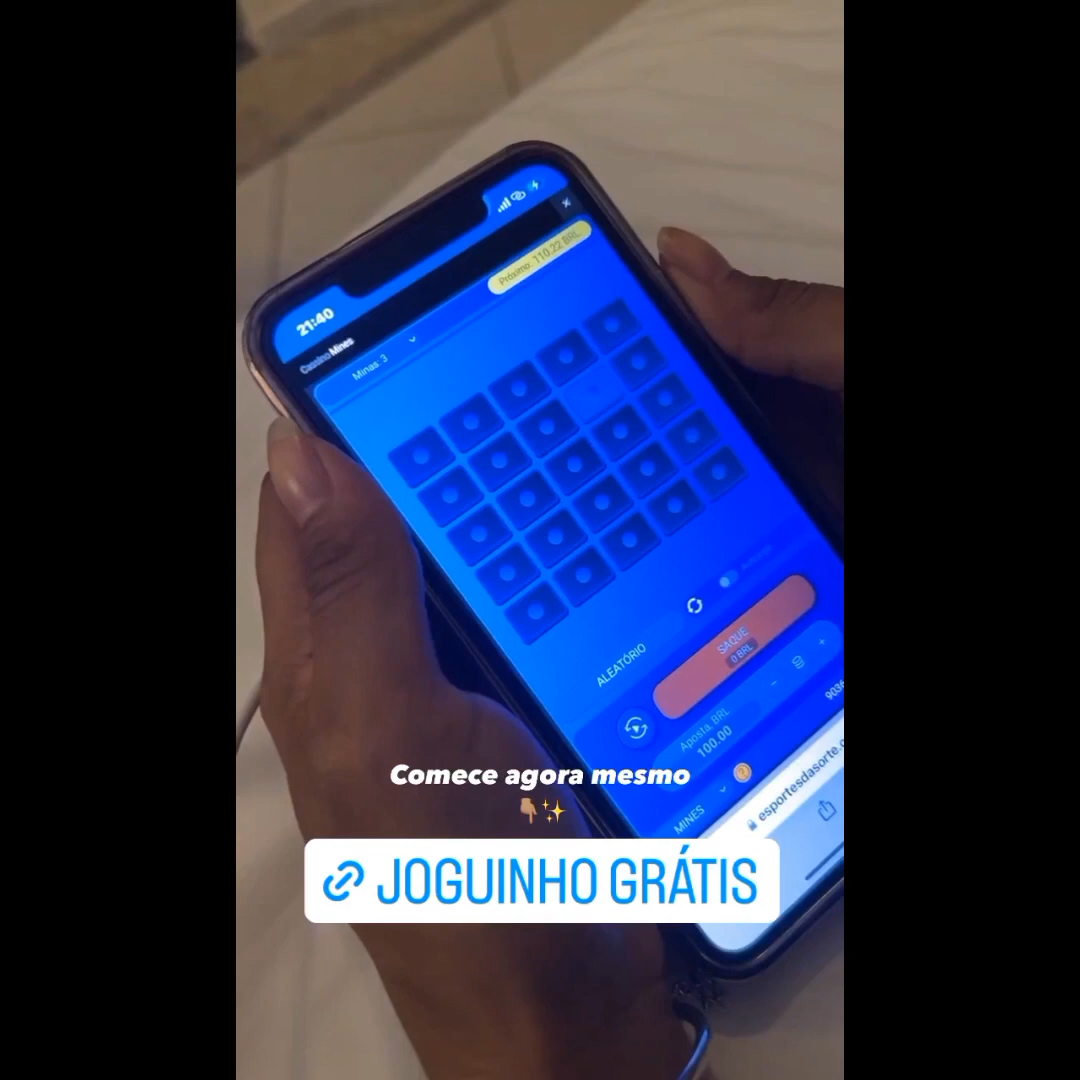 21:40
Cassino Mines
Próximo: 110.22 BRL
Minas: 3
ALEATÓRIO
SAQUE
0 BRL
Aposta, BRL
100.00
MINES
esportesdasorte.
Comece agora mesmo
JOGUINHO GRÁTIS